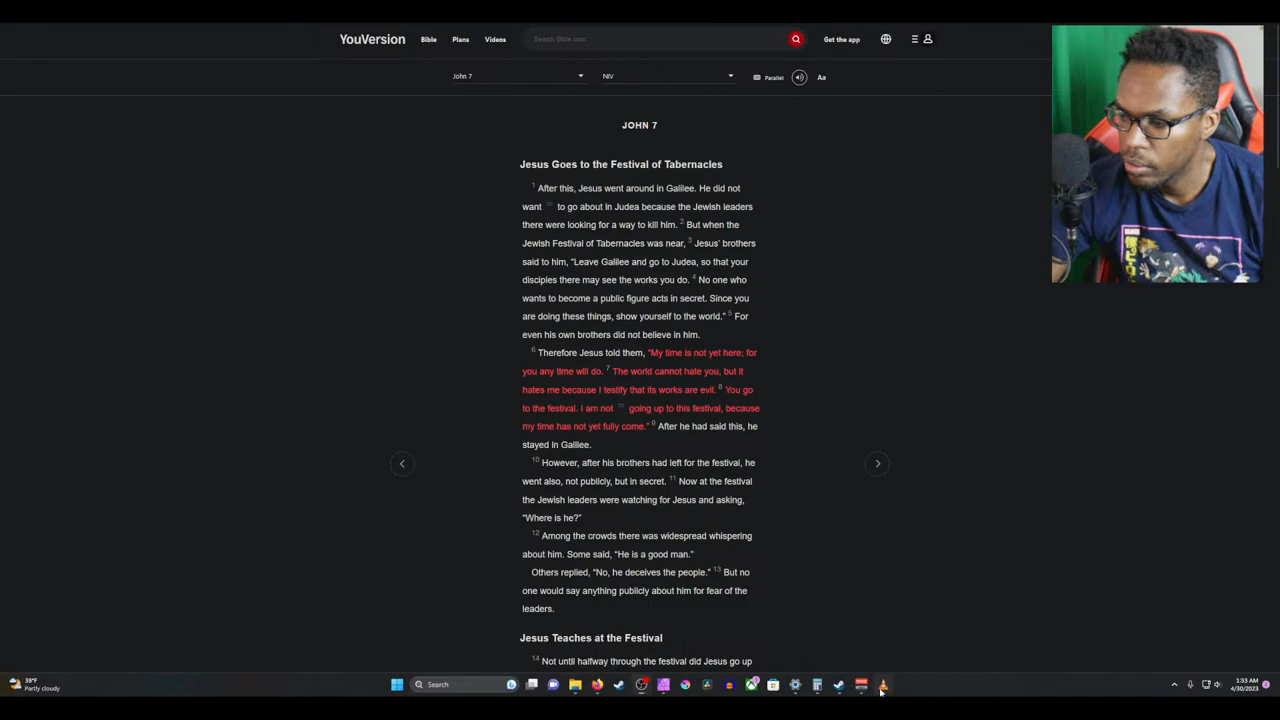 YouVersion Bible Plans Videos Search Bible.com Get the app
John 7 NIV Parallel Aa
JOHN 7
Jesus Goes to the Festival of Tabernacles
1 After this, Jesus went around in Galilee. He did not
want to go about in Judea because the Jewish leaders
there were looking for a way to kill him. 2 But when the
Jewish Festival of Tabernacles was near, 3 Jesus’ brothers
said to him, “Leave Galilee and go to Judea, so that your
disciples there may see the works you do. 4 No one who
wants to become a public figure acts in secret. Since you
are doing these things, show yourself to the world.” 5 For
even his own brothers did not believe in him.
6 Therefore Jesus told them, “My time is not yet here; for
you any time will do. 7 The world cannot hate you, but it
hates me because I testify that its works are evil. 8 You go
to the festival. I am not going up to this festival, because
my time has not yet fully come.” 9 After he had said this, he
stayed in Galilee.
10 However, after his brothers had left for the festival, he
went also, not publicly, but in secret. 11 Now at the festival
the Jewish leaders were watching for Jesus and asking,
“Where is he?”
12 Among the crowds there was widespread whispering
about him. Some said, “He is a good man.”
Others replied, “No, he deceives the people.” 13 But no
one would say anything publicly about him for fear of the
leaders.
Jesus Teaches at the Festival
14 Not until halfway through the festival did Jesus go up
39°F
Partly cloudy
Search
1:33 AM
4/30/2023